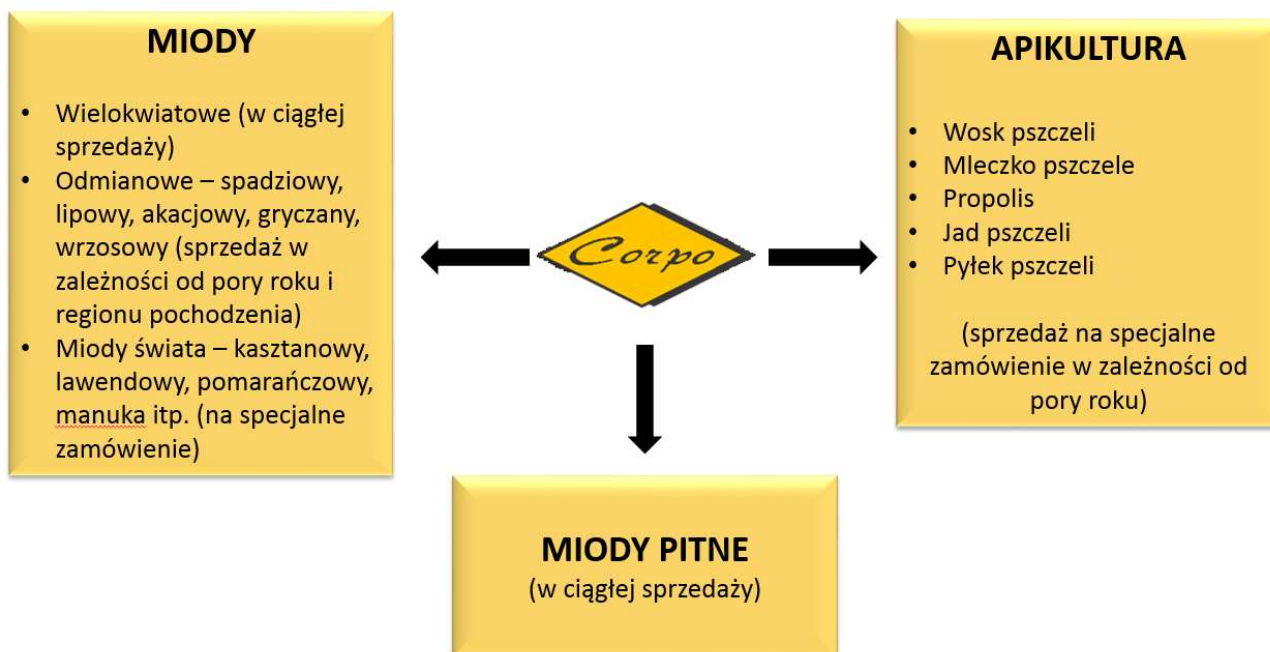 MIODY
• Wielokwiatowe (w ciągłej
sprzedaży)
• Odmianowe – spadziowy,
lipowy, akacjowy, gryczany,
wrzosowy (sprzedaż w
zależności od pory roku i
regionu pochodzenia)
• Miody świata – kasztanowy,
lawendowy, pomarańczowy,
manuka itp. (na specjalne
zamówienie)
Corpo
APIKULTURA
• Wosk pszczeli
• Mleczko pszczele
• Propolis
• Jad pszczeli
• Pyłek pszczeli
(sprzedaż na specjalne
zamówienie w zależności od
pory roku)
MIODY PITNE
(w ciągłej sprzedaży)